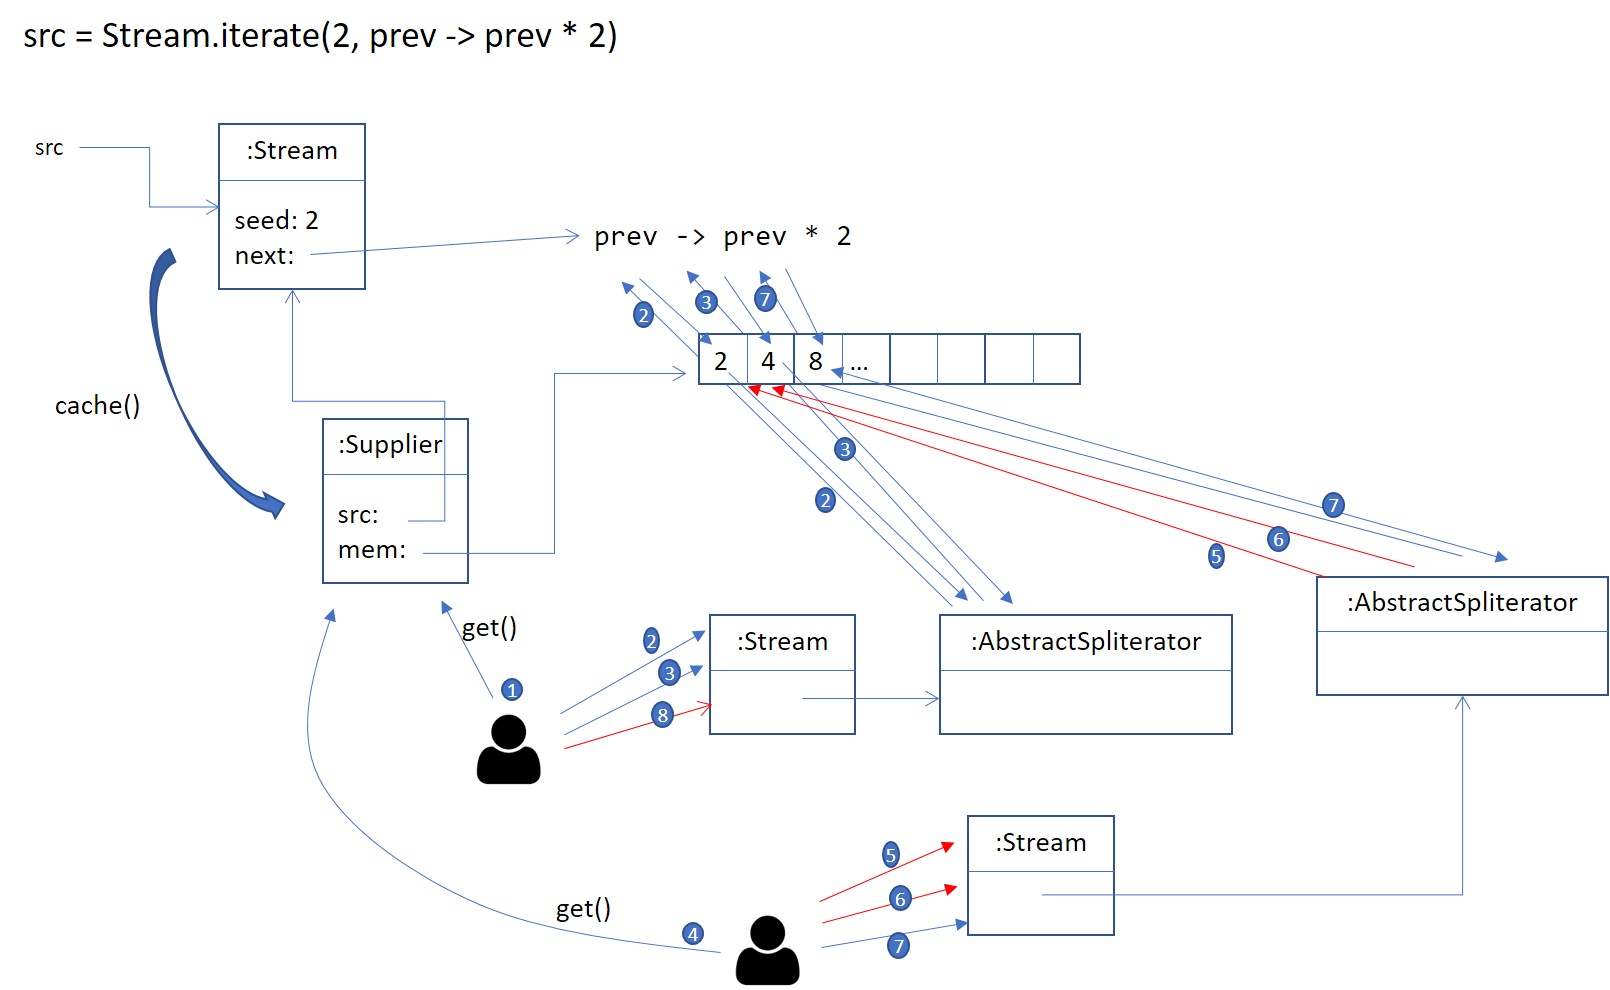 src = Stream.iterate(2, prev -> prev * 2)
src
:Stream
seed: 2
next:
prev -> prev * 2
2
3
7
2
4
8
...
cache()
:Supplier
src:
mem:
3
2
7
6
5
get()
1
2
3
8
:Stream
:AbstractSpliterator
:AbstractSpliterator
get()
4
5
6
7
:Stream